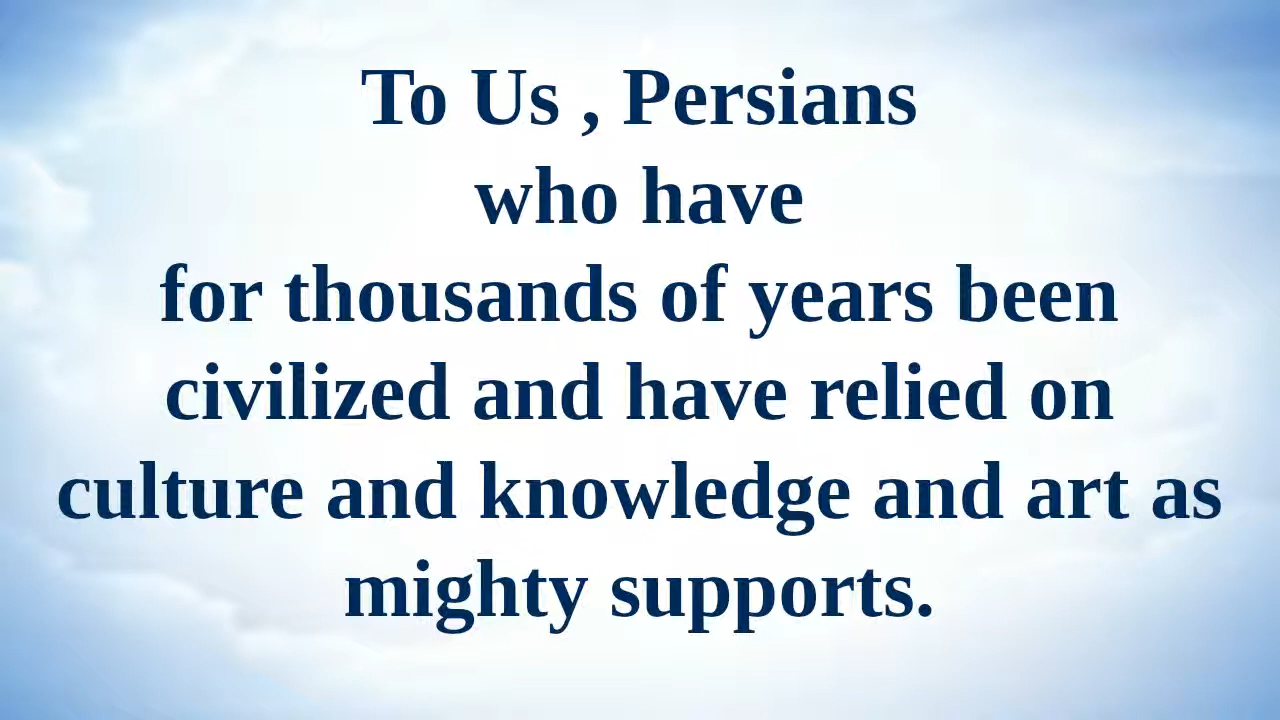 To Us , Persians
who have
for thousands of years been
civilized and have relied on
culture and knowledge and art as
mighty supports.